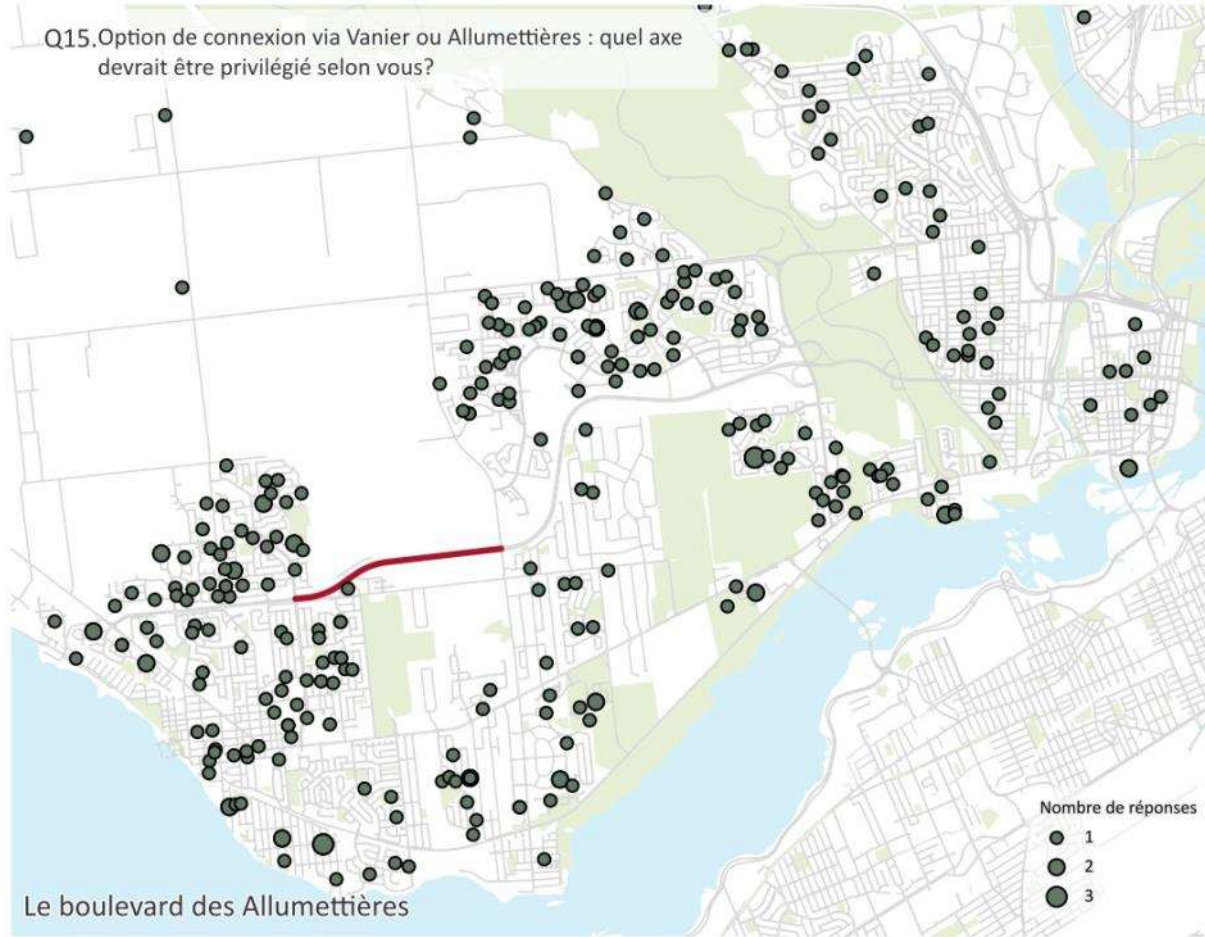 Q15.Option de connexion via Vanier ou Allumettières : quel axe
devrait être privilégié selon vous?
Nombre de réponses
1
2
3
Le boulevard des Allumettières